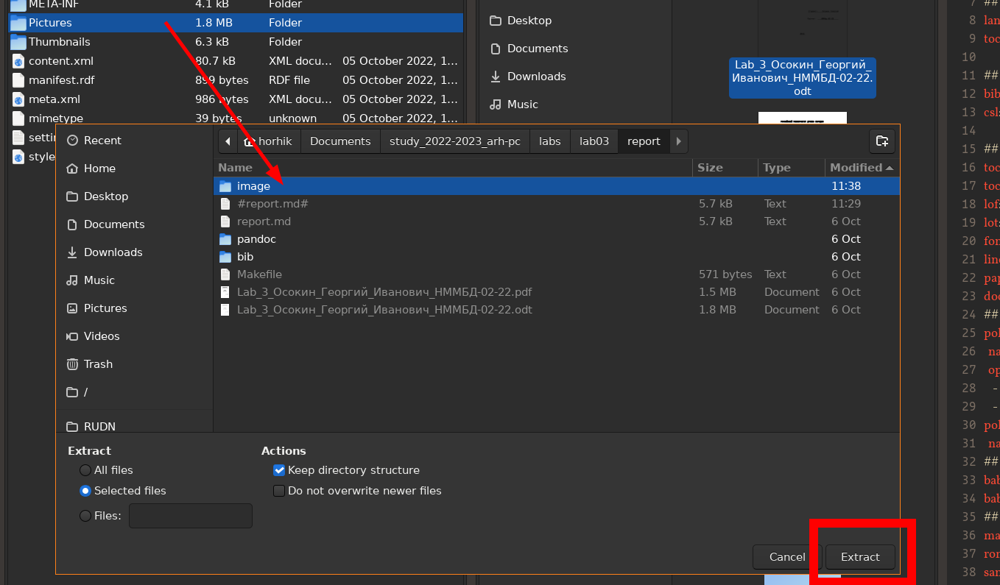 META-INF 4.1 kB Folder
Pictures 1.8 MB Folder
Thumbnails 6.3 kB Folder
content.xml 80.7 kB XML docu… 05 October 2022, 1…
manifest.rdf 899 bytes RDF file 05 October 2022, 1…
meta.xml 986 bytes XML docu… 05 October 2022, 1…
mimetype 39 bytes unknown 05 October 2022, 1…
Desktop
Documents
Downloads
Music
Lab_3_Осокин_Георгий_
Иванович_НММБД-02-22.
odt
Recent
Home
Desktop
Documents
Downloads
Music
Pictures
Videos
Trash
/
RUDN
horhik Documents study_2022-2023_arh-pc labs lab03 report
Name Size Type Modified
image 11:38
#report.md# 5.7 kB Text 11:29
report.md 5.7 kB Text 6 Oct
pandoc 6 Oct
bib 6 Oct
Makefile 571 bytes Text 6 Oct
Lab_3_Осокин_Георгий_Иванович_НММБД-02-22.pdf 1.5 MB Document 6 Oct
Lab_3_Осокин_Георгий_Иванович_НММБД-02-22.odt 1.8 MB Document 6 Oct
Extract
All files
Selected files
Files:
Actions
Keep directory structure
Do not overwrite newer files
Cancel Extract
7 ##
8 lan
9 toc
10
11 ##
12 bib
13 csl:
14
15 ##
16 toc
17 toc
18 lof:
19 lot:
20 fon
21 line
22 pap
23 doc
24 ##
25 pol
26 na
27 op
28 -
29 -
30 pol
31 na
32 ##
33 bab
34 bab
35 ##
36 ma
37 ror
38 san